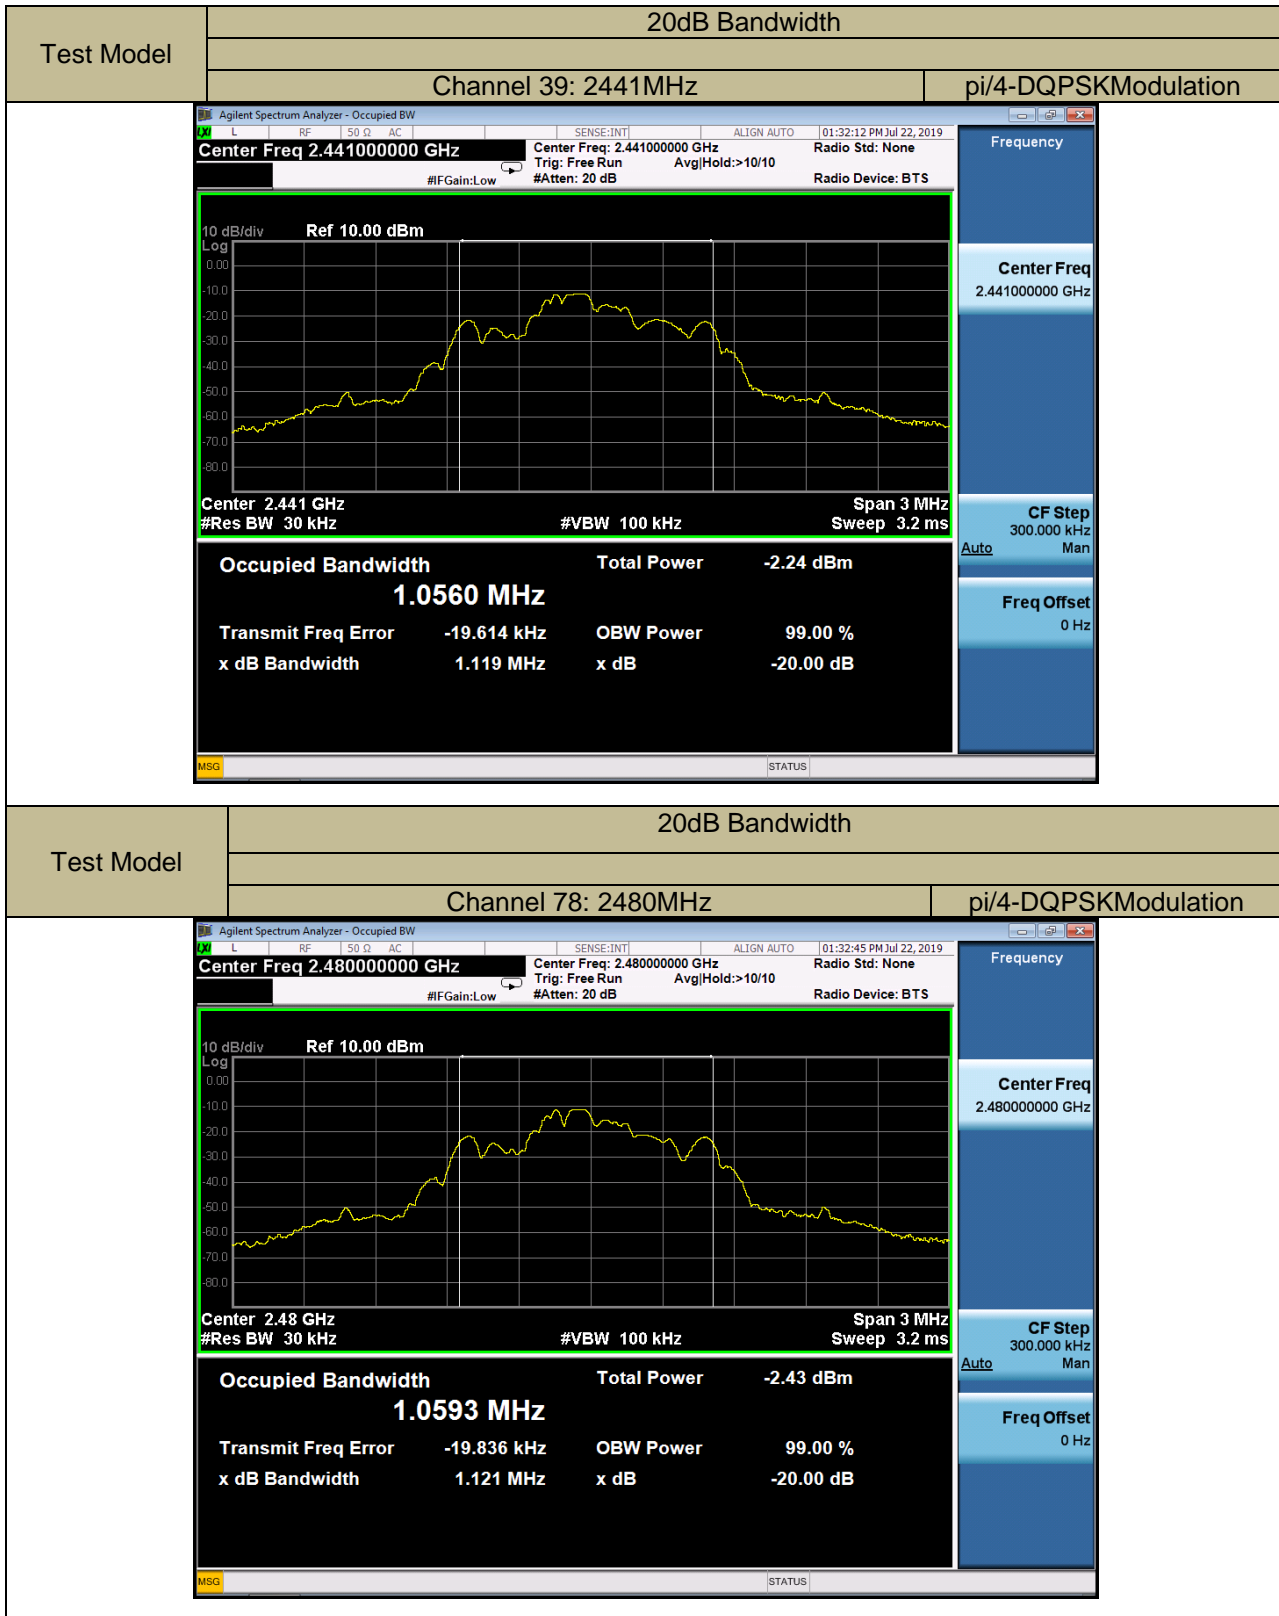 Test Model
20dB Bandwidth
Channel 39: 2441MHz
pi/4-DQPSKModulation
Agilent Spectrum Analyzer - Occupied BW
LXI L RF 50 Ω AC SENSE:INT ALIGN AUTO 01:32:12 PM Jul 22, 2019
Center Freq 2.441000000 GHz
Center Freq: 2.441000000 GHz
Radio Std: None
Trig: Free Run Avg|Hold:>10/10
#IFGain:Low
#Atten: 20 dB
Radio Device: BTS
Frequency
10 dB/div Ref 10.00 dBm
Log
0.00
-10.0
-20.0
-30.0
-40.0
-50.0
-60.0
-70.0
-80.0
Center 2.441 GHz Span 3 MHz
#Res BW 30 kHz #VBW 100 kHz Sweep 3.2 ms
Center Freq
2.441000000 GHz
CF Step
300.000 kHz
Auto Man
Freq Offset
0 Hz
Occupied Bandwidth Total Power -2.24 dBm
1.0560 MHz
Transmit Freq Error -19.614 kHz OBW Power 99.00 %
x dB Bandwidth 1.119 MHz x dB -20.00 dB
MSG STATUS
Test Model
20dB Bandwidth
Channel 78: 2480MHz
pi/4-DQPSKModulation
Agilent Spectrum Analyzer - Occupied BW
LXI L RF 50 Ω AC SENSE:INT ALIGN AUTO 01:32:45 PM Jul 22, 2019
Center Freq 2.480000000 GHz
Center Freq: 2.480000000 GHz
Radio Std: None
Trig: Free Run Avg|Hold:>10/10
#IFGain:Low
#Atten: 20 dB
Radio Device: BTS
Frequency
10 dB/div Ref 10.00 dBm
Log
0.00
-10.0
-20.0
-30.0
-40.0
-50.0
-60.0
-70.0
-80.0
Center 2.48 GHz Span 3 MHz
#Res BW 30 kHz #VBW 100 kHz Sweep 3.2 ms
Center Freq
2.480000000 GHz
CF Step
300.000 kHz
Auto Man
Freq Offset
0 Hz
Occupied Bandwidth Total Power -2.43 dBm
1.0593 MHz
Transmit Freq Error -19.836 kHz OBW Power 99.00 %
x dB Bandwidth 1.121 MHz x dB -20.00 dB
MSG STATUS